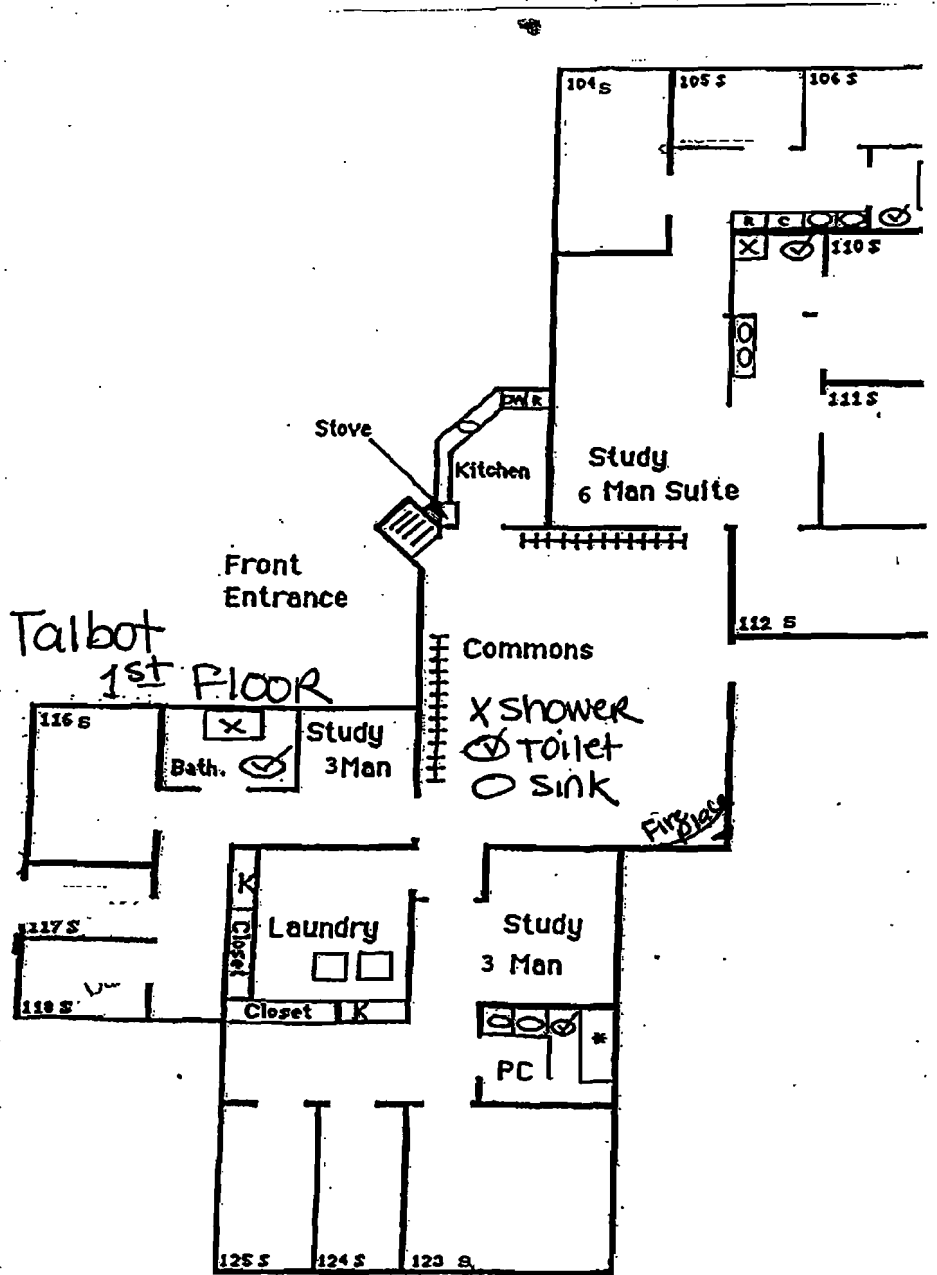 104 S
105 S
106 S
R C
110 S
111 S
DW R
Stove
Kitchen
Study
6 Man Suite
Front
Entrance
112 S
Talbot
1st Floor
Commons
X Shower
Toilet
Sink
116 S
Study
3 Man
Bath.
Fire place
Laundry
Closet
117 S
Study
3 Man
118 S
Closet
PC
*
125 S
124 S
123 S